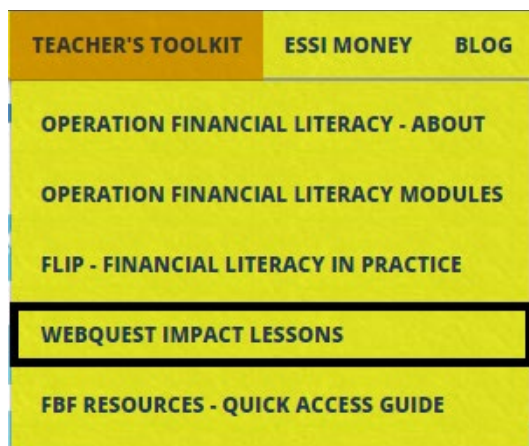 TEACHER'S TOOLKIT ESSI MONEY BLOG
OPERATION FINANCIAL LITERACY - ABOUT
OPERATION FINANCIAL LITERACY MODULES
FLIP - FINANCIAL LITERACY IN PRACTICE
WEBQUEST IMPACT LESSONS
FBF RESOURCES - QUICK ACCESS GUIDE